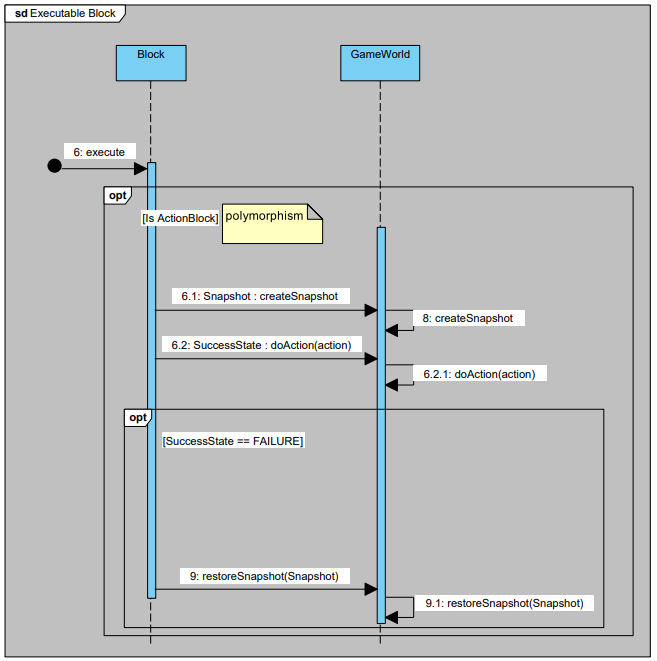 sd Executable Block
Block
GameWorld
6: execute
opt
[Is ActionBlock]
polymorphism
6.1: Snapshot : createSnapshot
8: createSnapshot
6.2: SuccessState : doAction(action)
6.2.1: doAction(action)
opt
[SuccessState == FAILURE]
9: restoreSnapshot(Snapshot)
9.1: restoreSnapshot(Snapshot)